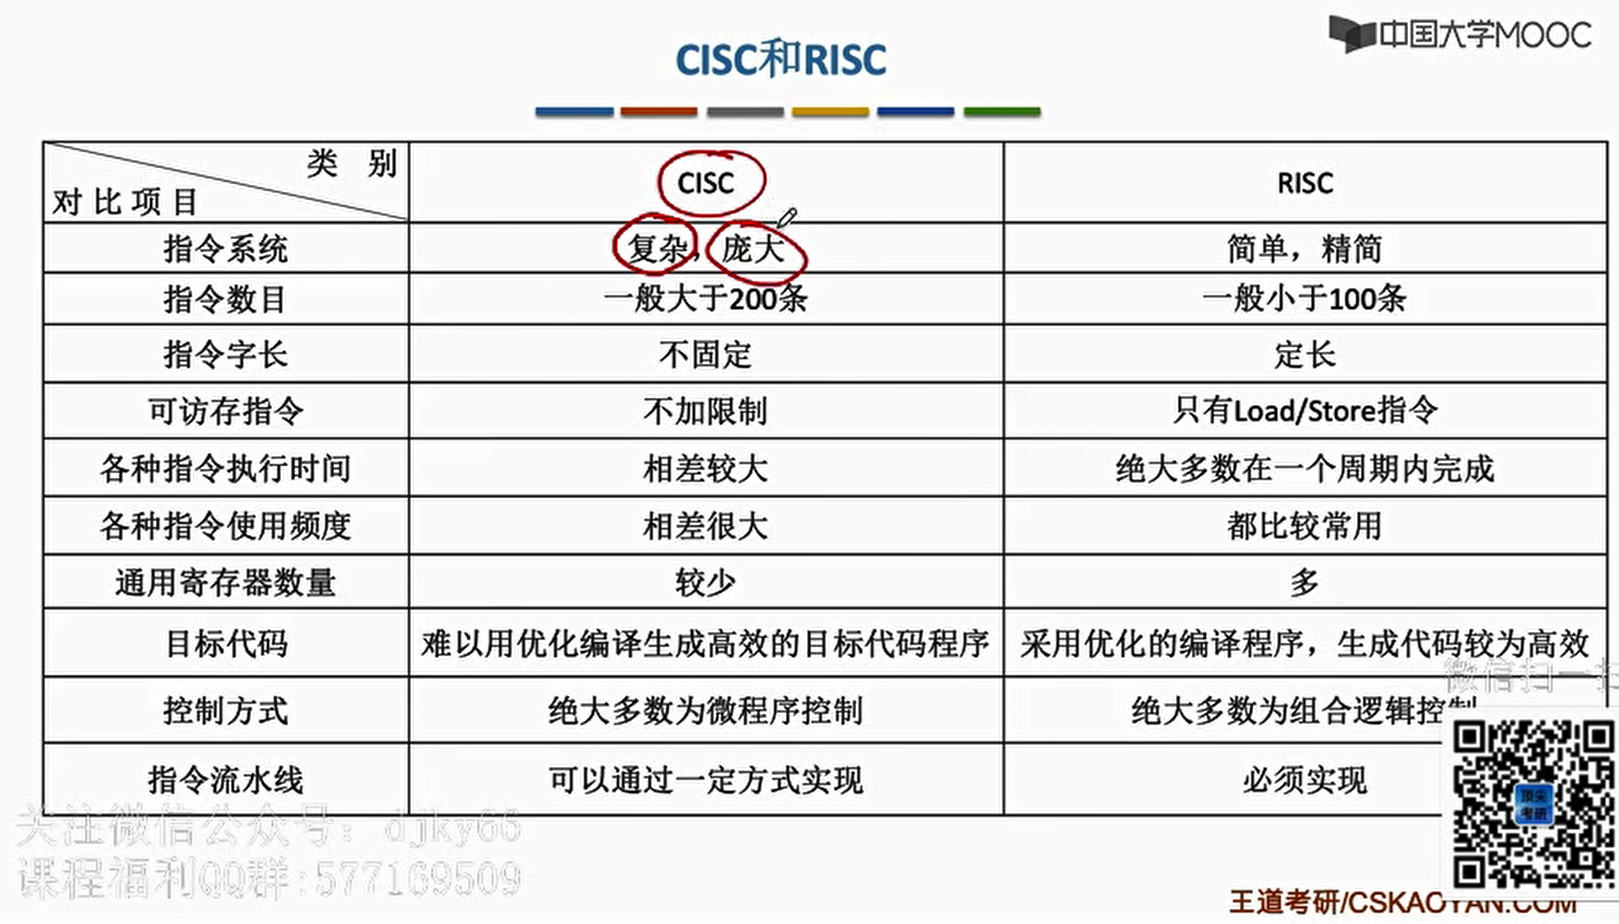 中国大学MOOC
CISC和RISC
类 别
对比项目
CISC
RISC
指令系统
复杂，庞大
简单，精简
指令数目
一般大于200条
一般小于100条
指令字长
不固定
定长
可访存指令
不加限制
只有Load/Store指令
各种指令执行时间
相差较大
绝大多数在一个周期内完成
各种指令使用频度
相差很大
都比较常用
通用寄存器数量
较少
多
目标代码
难以用优化编译生成高效的目标代码程序
采用优化的编译程序，生成代码较为高效
微信扫一扫
控制方式
绝大多数为微程序控制
绝大多数为组合逻辑控制
指令流水线
可以通过一定方式实现
必须实现
顶尖
考研
关注微信公众号：djky66
课程福利QQ群:577169509
王道考研/CSKAOYAN.COM